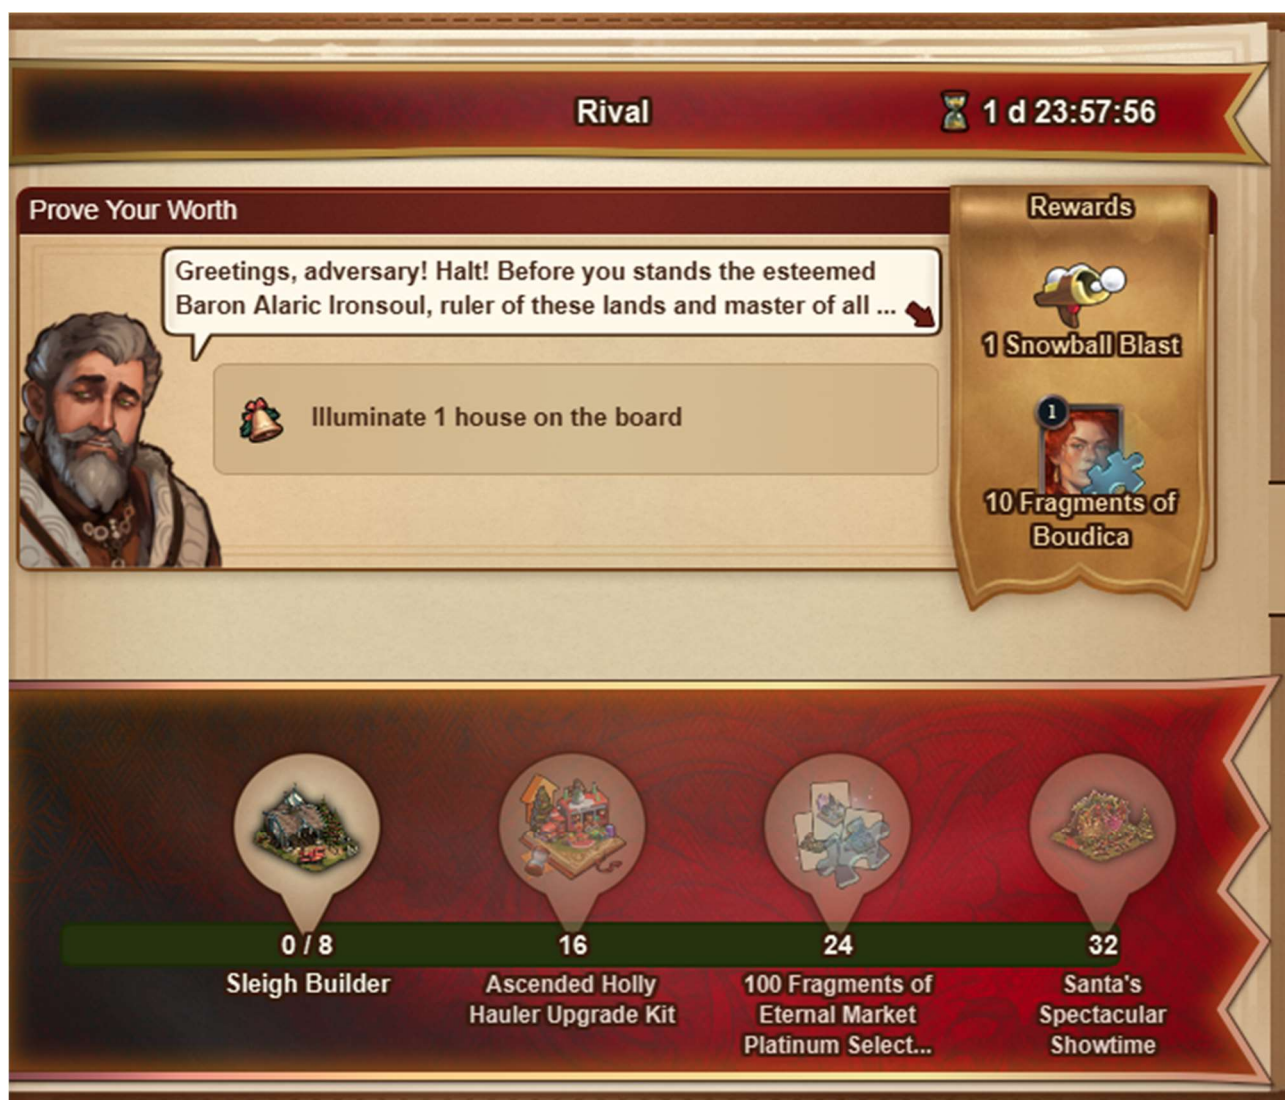 Rival
1 d 23:57:56
Prove Your Worth
Greetings, adversary! Halt! Before you stands the esteemed
Baron Alaric Ironsoul, ruler of these lands and master of all ...
Illuminate 1 house on the board
Rewards
1 Snowball Blast
1
10 Fragments of
Boudica
0 / 8
Sleigh Builder
16
Ascended Holly
Hauler Upgrade Kit
24
100 Fragments of
Eternal Market
Platinum Select...
32
Santa's
Spectacular
Showtime